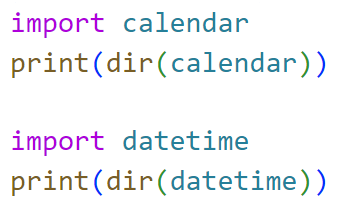 import calendar
print(dir(calendar))
import datetime
print(dir(datetime))